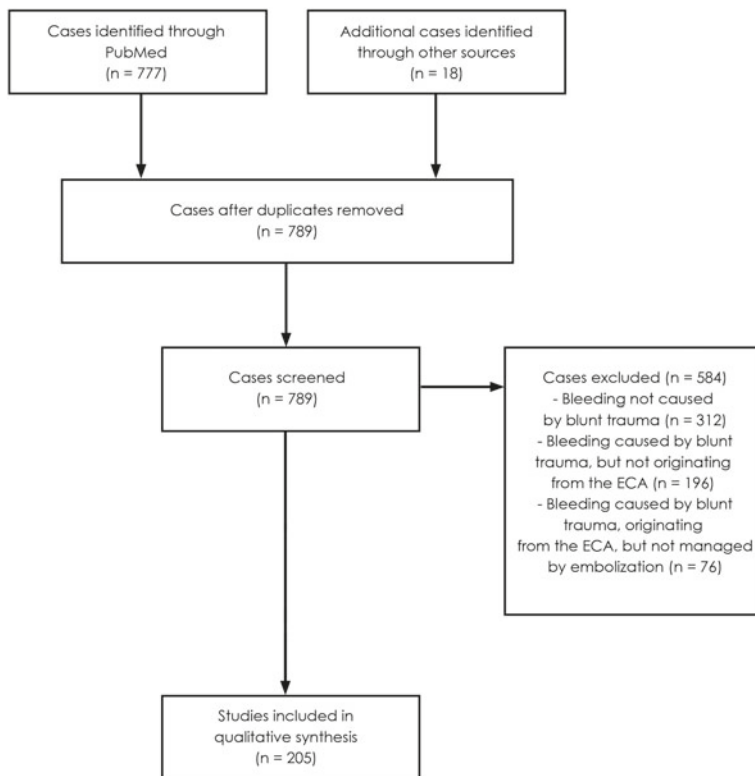 Cases identified through
PubMed
(n = 777)
Additional cases identified
through other sources
(n = 18)
Cases after duplicates removed
(n = 789)
Cases screened
(n = 789)
Cases excluded (n = 584)
- Bleeding not caused
by blunt trauma (n = 312)
- Bleeding caused by blunt
trauma, but not originating
from the ECA (n = 196)
- Bleeding caused by blunt
trauma, originating
from the ECA, but not managed
by embolization (n = 76)
Studies included in
qualitative synthesis
(n = 205)